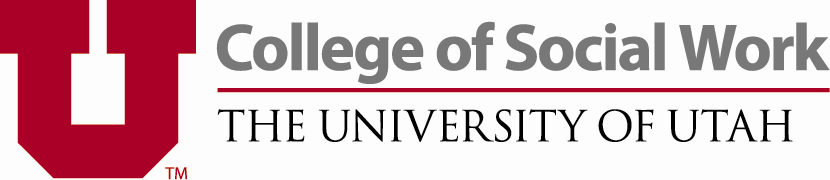 U
TM
College of Social Work
THE UNIVERSITY OF UTAH